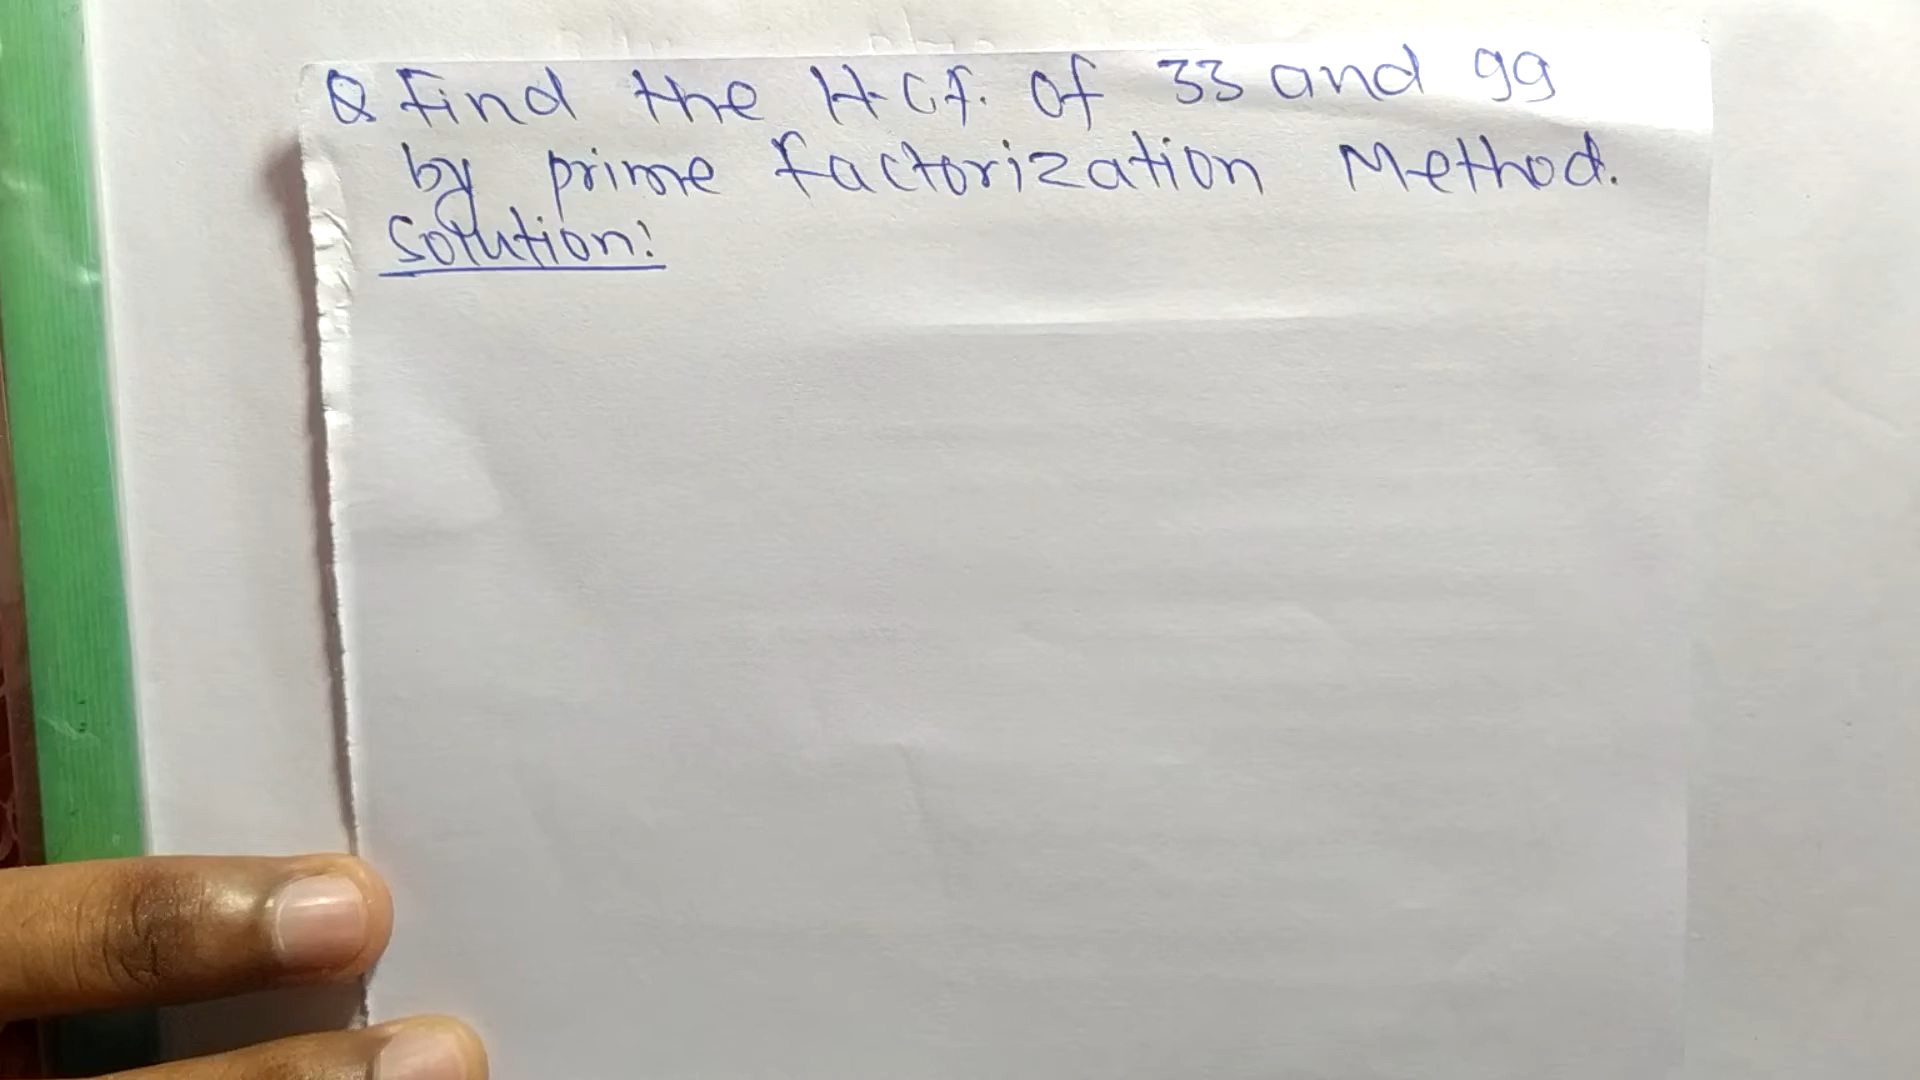 Q Find the H.C.f. of 33 and 99
by prime factorization Method.
Solution: